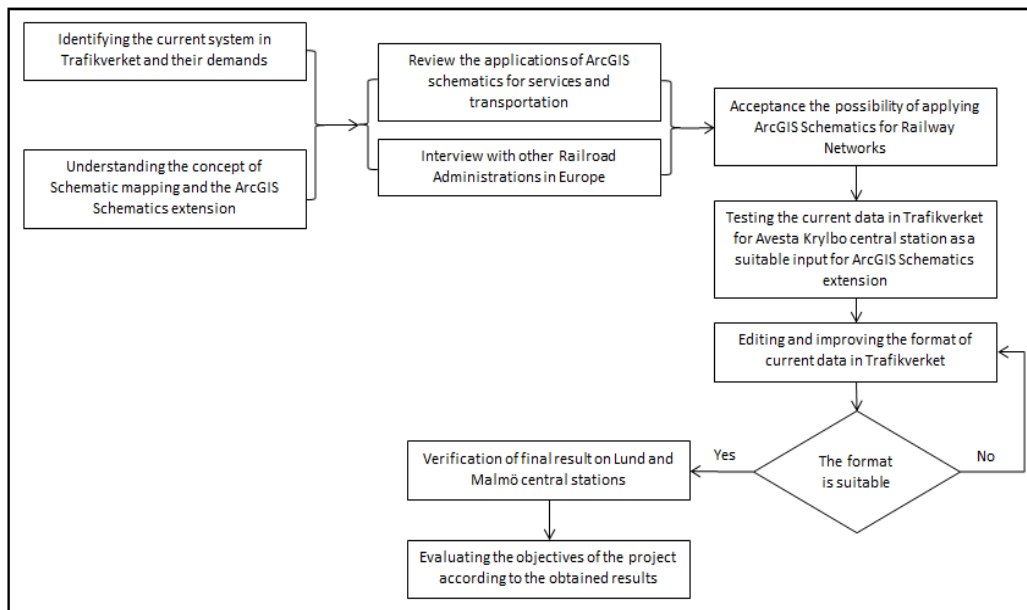 Identifying the current system in
Trafikverket and their demands
Understanding the concept of
Schematic mapping and the ArcGIS
Schematics extension
Review the applications of ArcGIS
schematics for services and
transportation
Interview with other Railroad
Administrations in Europe
Acceptance the possibility of applying
ArcGIS Schematics for Railway
Networks
Testing the current data in Trafikverket
for Avesta Krylbo central station as a
suitable input for ArcGIS Schematics
extension
Editing and improving the format of
current data in Trafikverket
The format
is suitable
No
Yes
Verification of final result on Lund and
Malmö central stations
Evaluating the objectives of the project
according to the obtained results